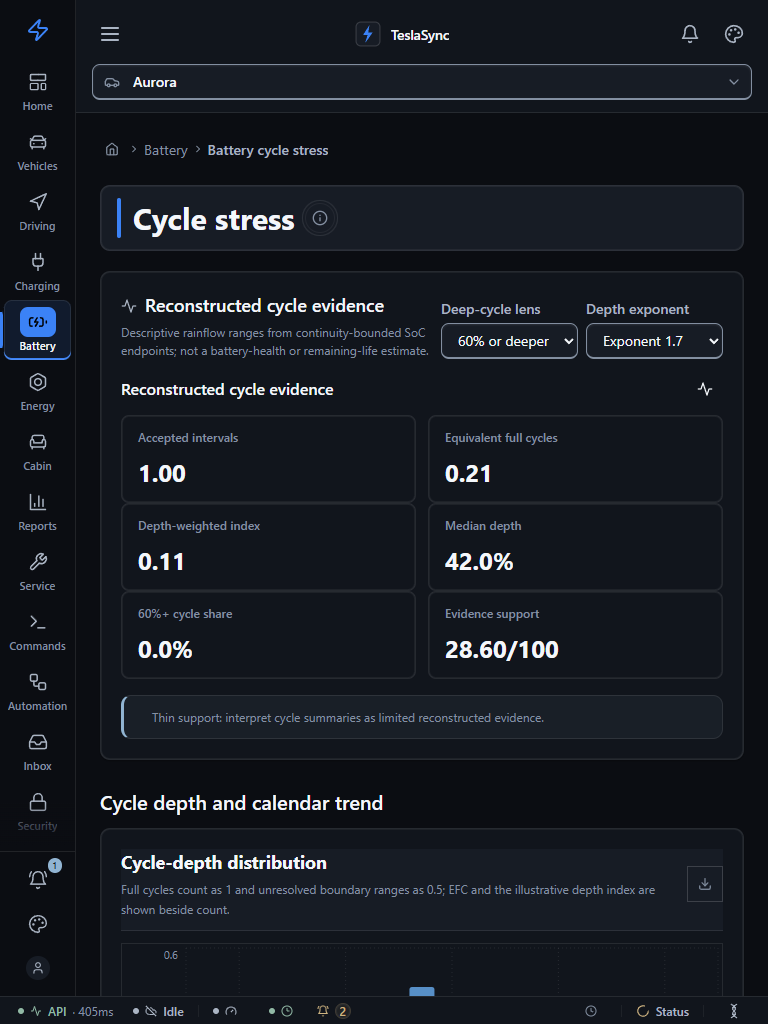 TeslaSync
Aurora
Home
Vehicles
Driving
Charging
Battery
Energy
Cabin
Reports
Service
Commands
Automation
Inbox
Security
1
Battery
Battery cycle stress
Cycle stress
Reconstructed cycle evidence
Descriptive rainflow ranges from continuity-bounded SoC
endpoints; not a battery-health or remaining-life estimate.
Deep-cycle lens
60% or deeper
Depth exponent
Exponent 1.7
Reconstructed cycle evidence
Accepted intervals
1.00
Equivalent full cycles
0.21
Depth-weighted index
0.11
Median depth
42.0%
60%+ cycle share
0.0%
Evidence support
28.60/100
Thin support: interpret cycle summaries as limited reconstructed evidence.
Cycle depth and calendar trend
Cycle-depth distribution
Full cycles count as 1 and unresolved boundary ranges as 0.5; EFC and the illustrative depth index are
shown beside count.
0.6
API · 405ms
Idle
2
Status